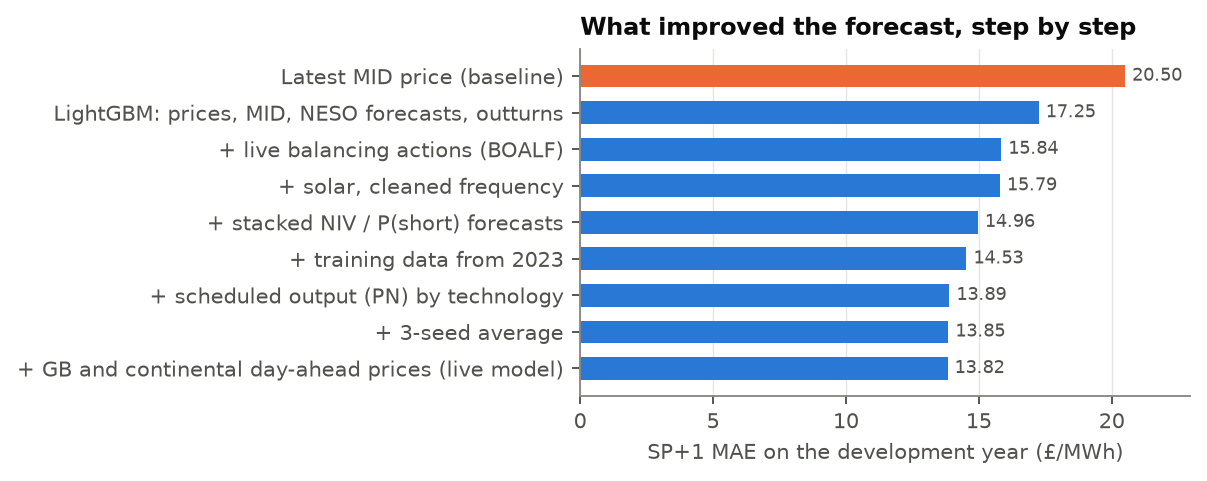 What improved the forecast, step by step
Latest MID price (baseline) 20.50
LightGBM: prices, MID, NESO forecasts, outturns 17.25
+ live balancing actions (BOALF) 15.84
+ solar, cleaned frequency 15.79
+ stacked NIV / P(short) forecasts 14.96
+ training data from 2023 14.53
+ scheduled output (PN) by technology 13.89
+ 3-seed average 13.85
+ GB and continental day-ahead prices (live model) 13.82
0 5 10 15 20
SP+1 MAE on the development year (£/MWh)